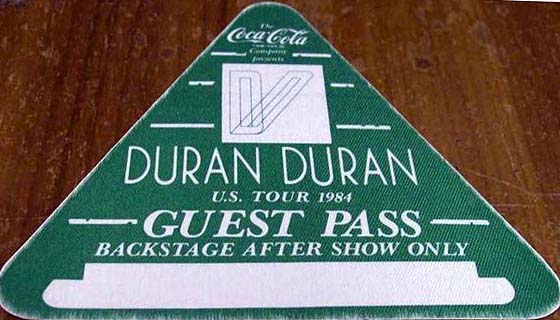 The
Coca-Cola
Company
presents
DURAN DURAN
U.S. TOUR 1984
GUEST PASS
BACKSTAGE AFTER SHOW ONLY